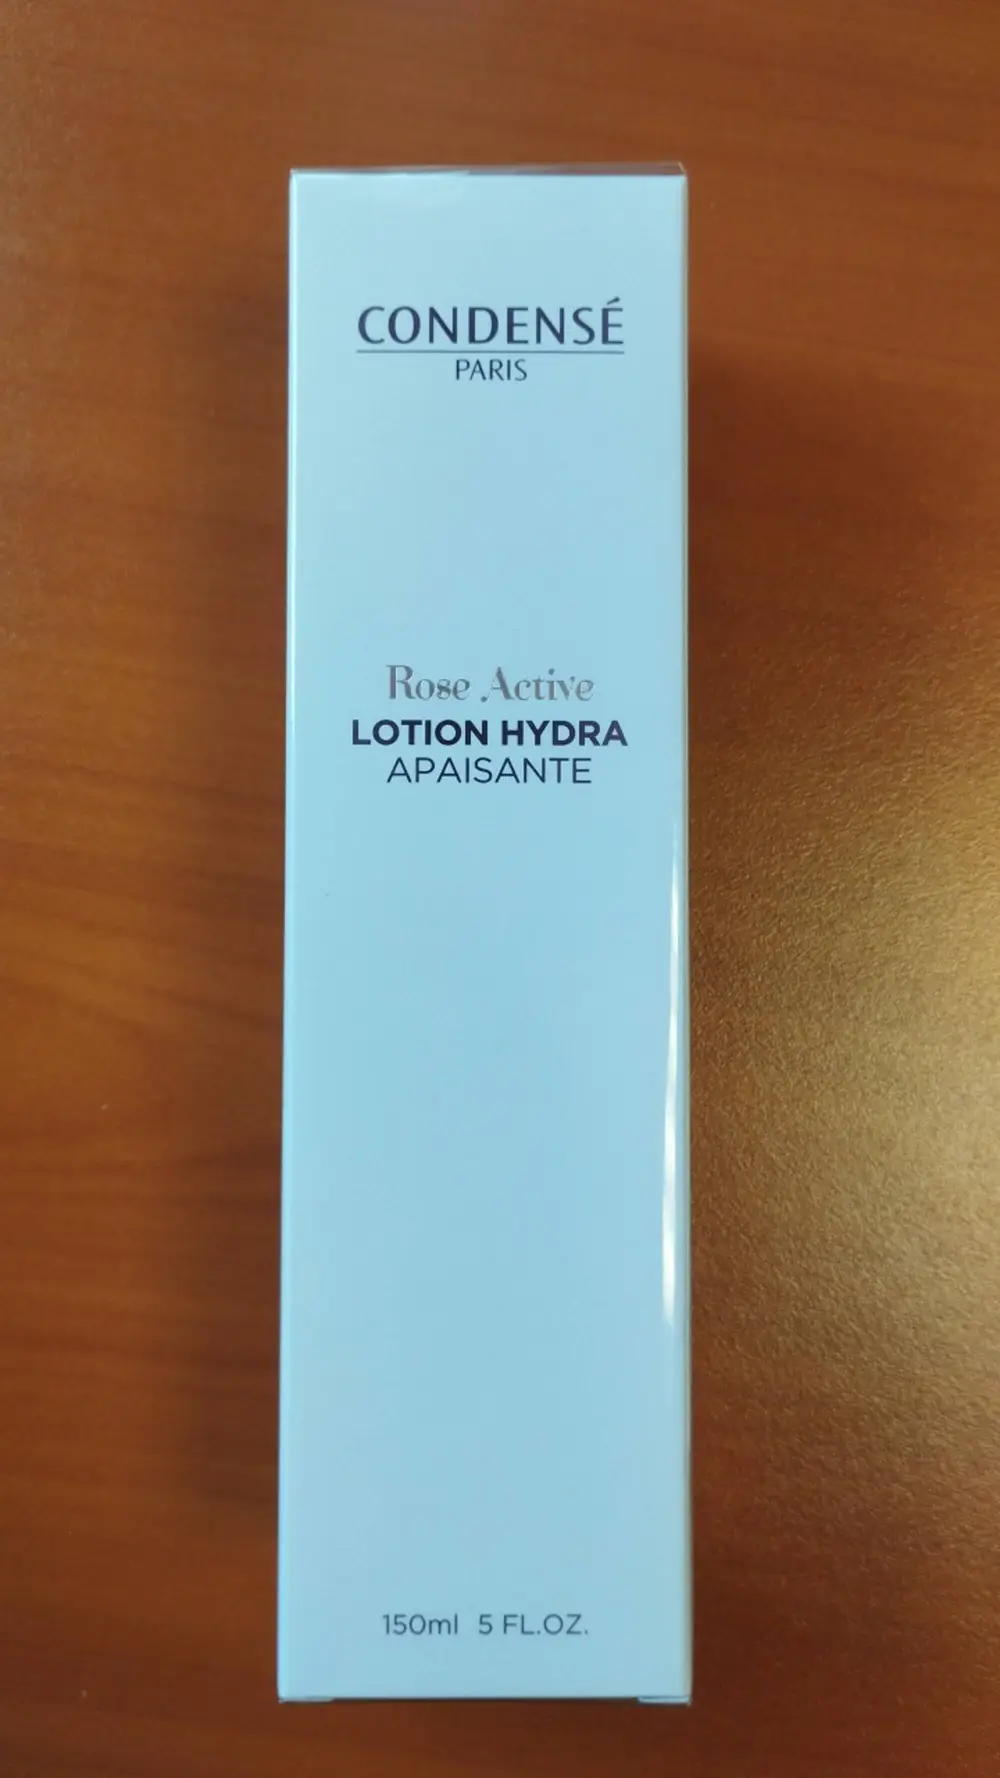 CONDENSÉ
PARIS
Rose Active
LOTION HYDRA
APAISANTE
150ml 5 FL.OZ.